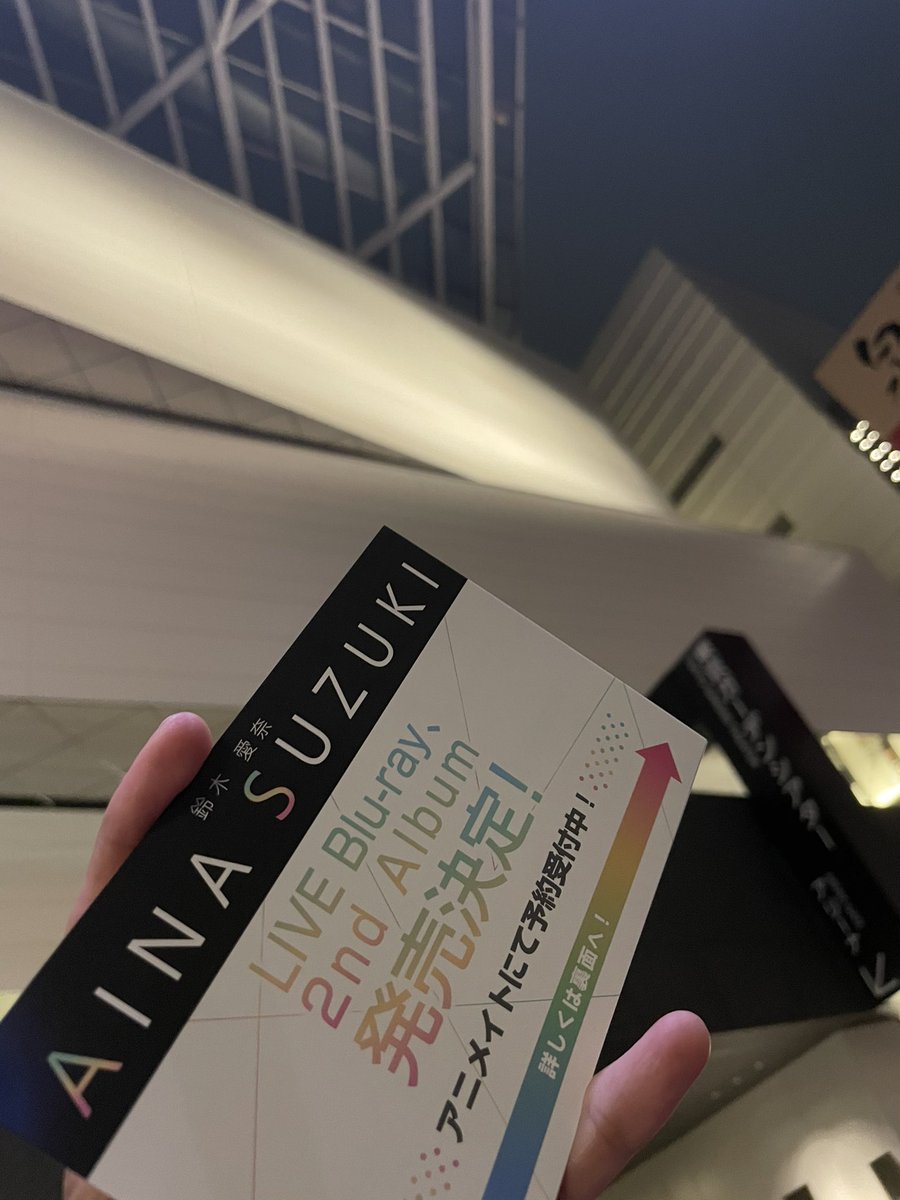 AINA SUZUKI
鈴木 愛奈
LIVE Blu-ray、
2nd Album
発売決定!
アニメイトにて予約受付中!
詳しくは裏面へ!